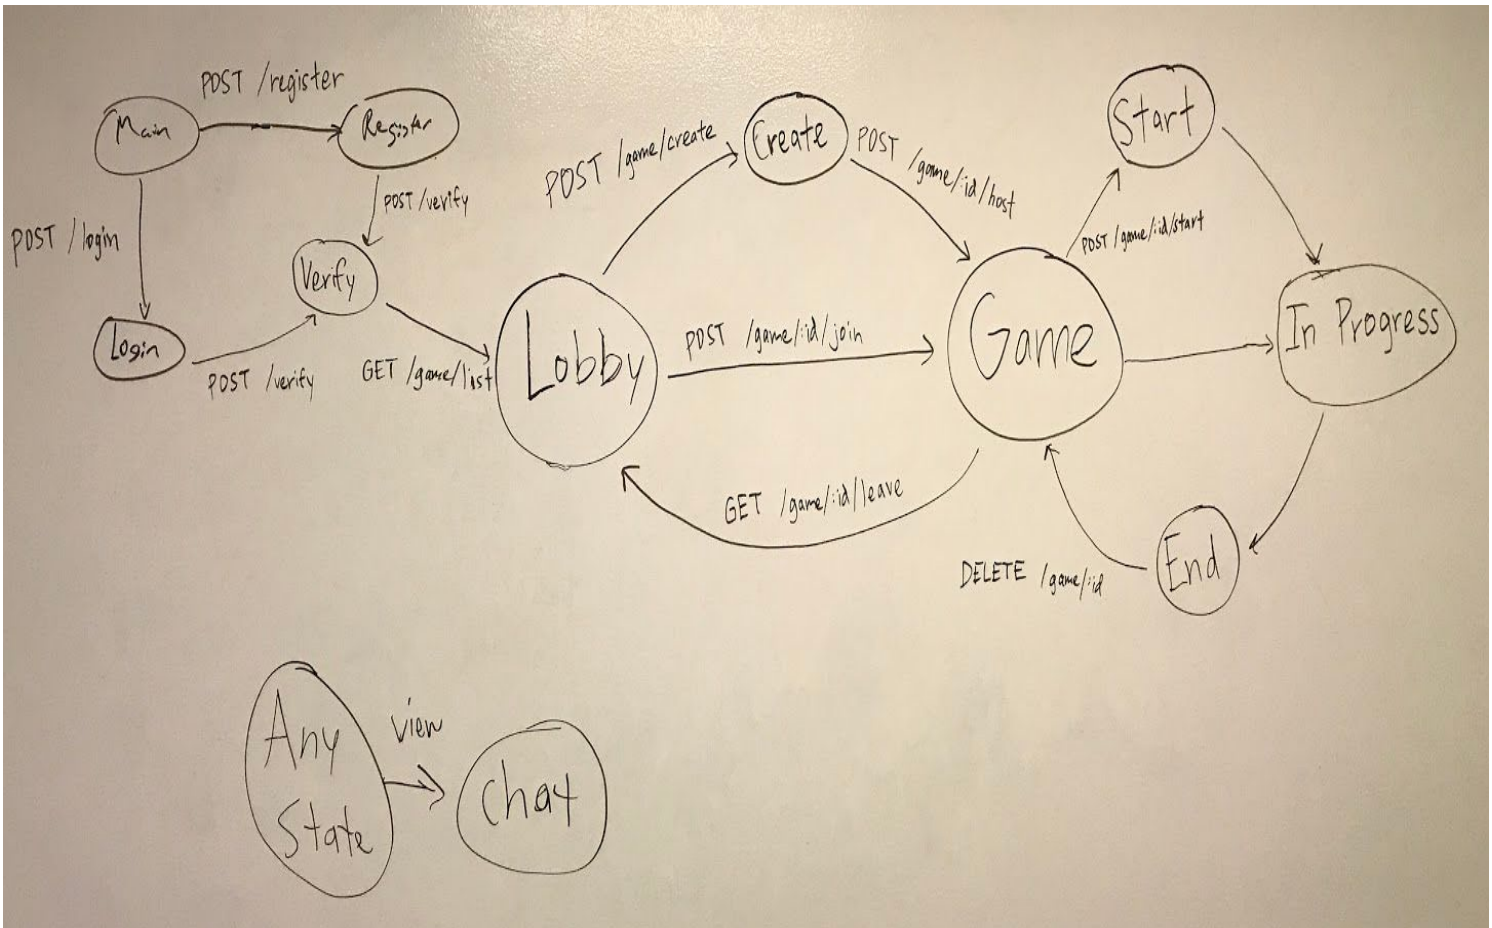 POST /register
Main
Register
POST /login
POST /verify
Verify
Login
POST /verify
GET /game/list
Lobby
POST /game/create
Create
POST /game/:id/host
POST /game/:id/join
Game
GET /game/:id/leave
Start
POST /game/:id/start
In Progress
End
DELETE /game/:id
Any
State
view
Chat